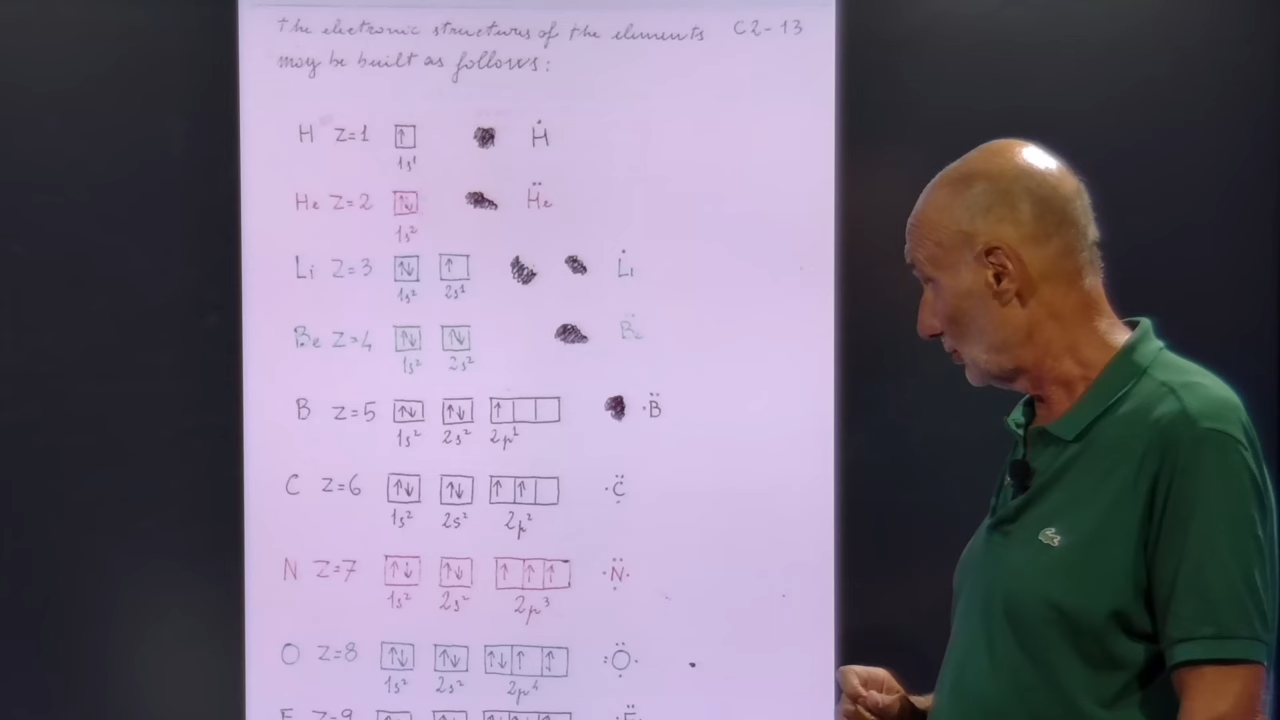 The electronic structures of the elements C2-13
may be built as follows:
H Z=1 ↑ Ḣ
1s¹
He Z=2 ↑↓ Ḧe
1s²
Li Z=3 ↑↓ ↑ L̇i
1s² 2s¹
Be Z=4 ↑↓ ↑↓ B̈e
1s² 2s²
B Z=5 ↑↓ ↑↓ ↑ ·B̈
1s² 2s² 2p¹
C Z=6 ↑↓ ↑↓ ↑ ↑ ·C̣̈
1s² 2s² 2p²
N Z=7 ↑↓ ↑↓ ↑ ↑ ↑ ·Ṇ̈·
1s² 2s² 2p³
O Z=8 ↑↓ ↑↓ ↑↓ ↑ ↑ :Ọ̈·
1s² 2s² 2p⁴
F Z=9